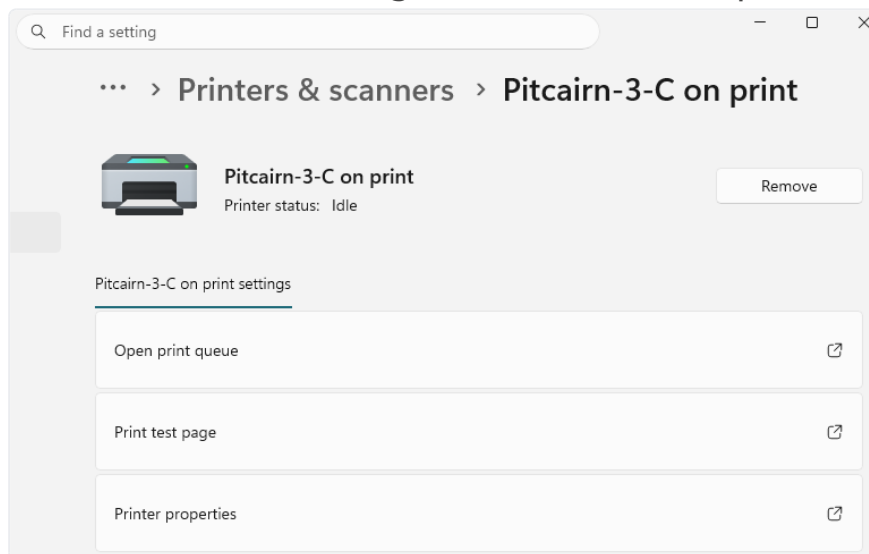 Find a setting
··· > Printers & scanners > Pitcairn-3-C on print
Pitcairn-3-C on print
Remove
Printer status: Idle
Pitcairn-3-C on print settings
Open print queue
Print test page
Printer properties